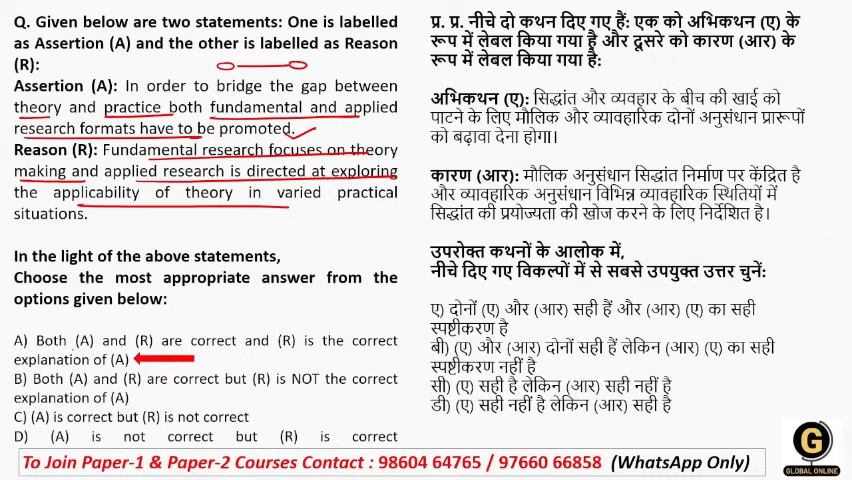 Q. Given below are two statements: One is labelled
as Assertion (A) and the other is labelled as Reason
(R):
Assertion (A): In order to bridge the gap between
theory and practice both fundamental and applied
research formats have to be promoted.
Reason (R): Fundamental research focuses on theory
making and applied research is directed at exploring
the applicability of theory in varied practical
situations.
In the light of the above statements,
Choose the most appropriate answer from the
options given below:
A) Both (A) and (R) are correct and (R) is the correct
explanation of (A)
B) Both (A) and (R) are correct but (R) is NOT the correct
explanation of (A)
C) (A) is correct but (R) is not correct
D) (A) is not correct but (R) is correct
प्र. प्र. नीचे दो कथन दिए गए हैं: एक को अभिकथन (ए) के
रूप में लेबल किया गया है और दूसरे को कारण (आर) के
रूप में लेबल किया गया है:
अभिकथन (ए): सिद्धांत और व्यवहार के बीच की खाई को
पाटने के लिए मौलिक और व्यावहारिक दोनों अनुसंधान प्रारूपों
को बढ़ावा देना होगा।
कारण (आर): मौलिक अनुसंधान सिद्धांत निर्माण पर केंद्रित है
और व्यावहारिक अनुसंधान विभिन्न व्यावहारिक स्थितियों में
सिद्धांत की प्रयोज्यता की खोज करने के लिए निर्देशित है।
उपरोक्त कथनों के आलोक में,
नीचे दिए गए विकल्पों में से सबसे उपयुक्त उत्तर चुनें:
ए) दोनों (ए) और (आर) सही हैं और (आर) (ए) का सही
स्पष्टीकरण है
बी) (ए) और (आर) दोनों सही हैं लेकिन (आर) (ए) का सही
स्पष्टीकरण नहीं है
सी) (ए) सही है लेकिन (आर) सही नहीं है
डी) (ए) सही नहीं है लेकिन (आर) सही है
To Join Paper-1 & Paper-2 Courses Contact : 98604 64765 / 97660 66858 (WhatsApp Only)
G
GLOBAL ONLINE